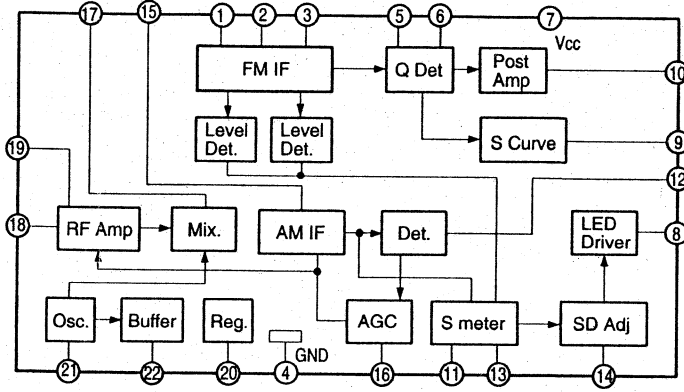 17 15 1 2 3 5 6 7
Vcc
FM IF
Q Det
Post
Amp
10
Level
Det.
Level
Det.
S Curve
9
19
12
18
RF Amp
Mix.
AM IF
Det.
LED
Driver
8
Osc.
Buffer
Reg.
GND
AGC
S meter
SD Adj
21 22 20 4 16 11 13 14